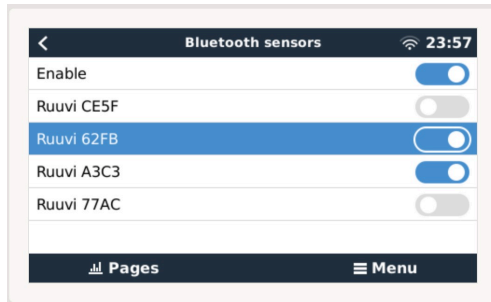 Bluetooth sensors 23:57
Enable
Ruuvi CE5F
Ruuvi 62FB
Ruuvi A3C3
Ruuvi 77AC
Pages Menu